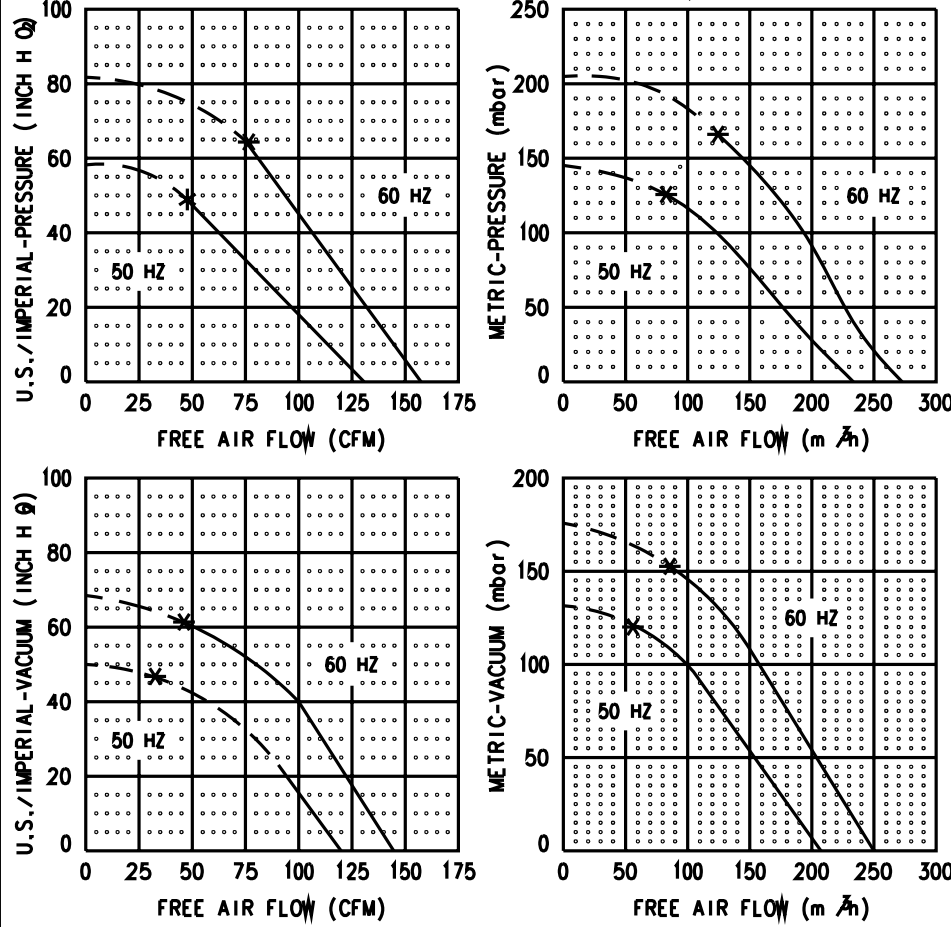 U.S./IMPERIAL-PRESSURE (INCH H O)
100
80
60
40
20
0
60 HZ
50 HZ
0 25 50 75 100 125 150 175
FREE AIR FLOW (CFM)
METRIC-PRESSURE (mbar)
250
200
150
100
50
0
60 HZ
50 HZ
0 50 100 150 200 250 300
FREE AIR FLOW (m³/h)
U.S./IMPERIAL-VACUUM (INCH H O)
100
80
60
40
20
0
60 HZ
50 HZ
0 25 50 75 100 125 150 175
FREE AIR FLOW (CFM)
METRIC-VACUUM (mbar)
200
150
100
50
0
60 HZ
50 HZ
0 50 100 150 200 250 300
FREE AIR FLOW (m³/h)